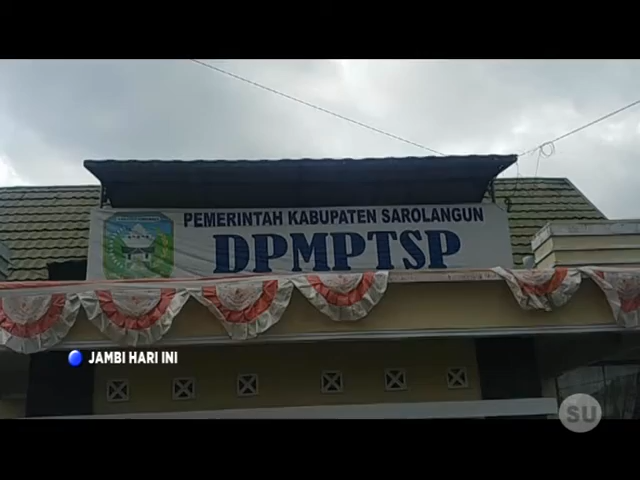 PEMERINTAH KABUPATEN SAROLANGUN
DPMPTSP
JAMBI HARI INI
SU